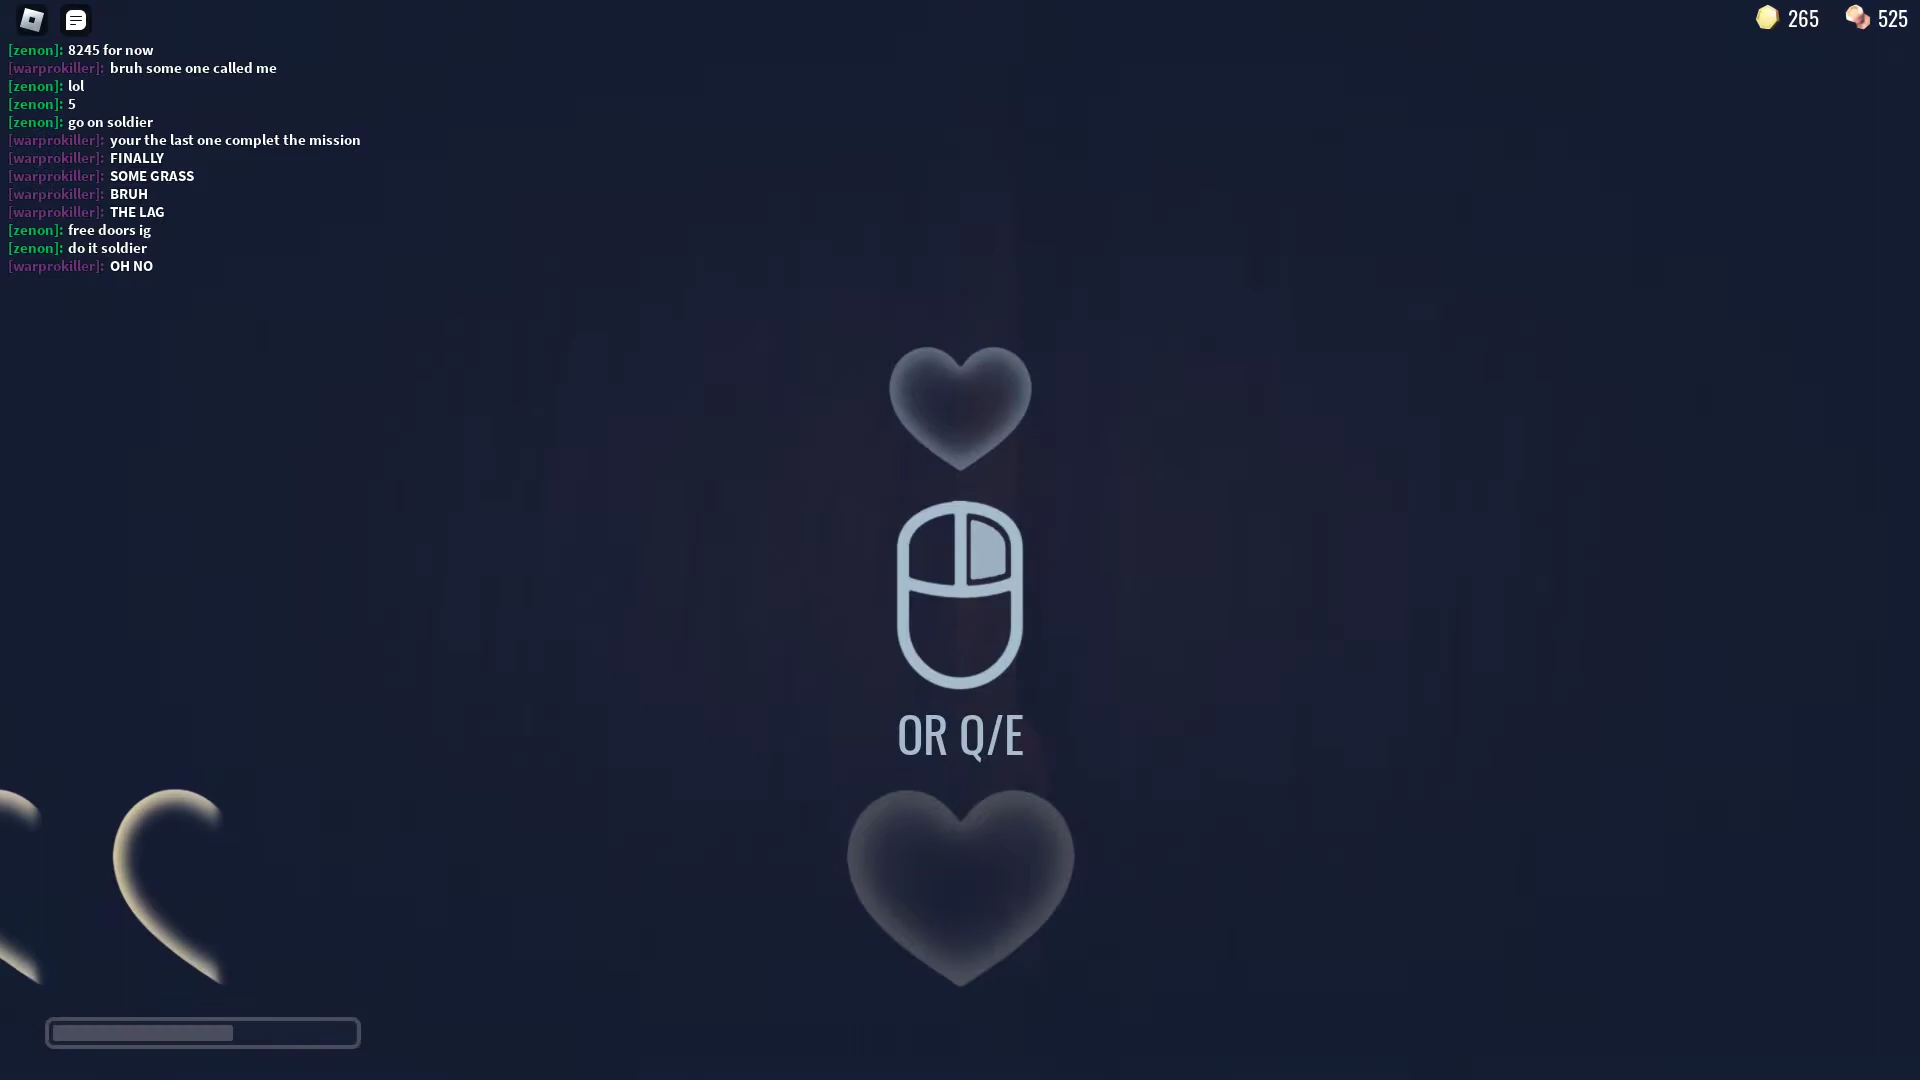 265
525
[zenon]: 8245 for now
[warprokiller]: bruh some one called me
[zenon]: lol
[zenon]: 5
[zenon]: go on soldier
[warprokiller]: your the last one complet the mission
[warprokiller]: FINALLY
[warprokiller]: SOME GRASS
[warprokiller]: BRUH
[warprokiller]: THE LAG
[zenon]: free doors ig
[zenon]: do it soldier
[warprokiller]: OH NO
OR Q/E